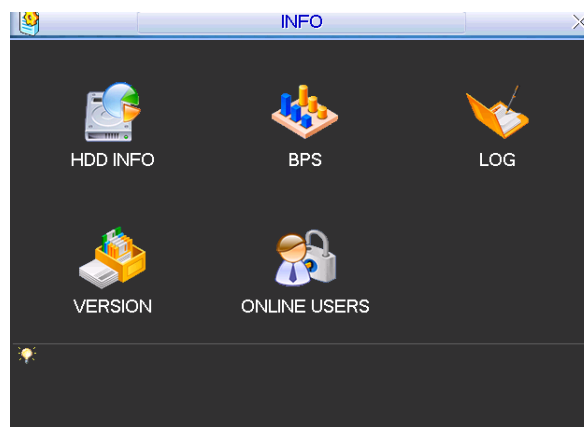 INFO
HDD INFO
BPS
LOG
VERSION
ONLINE USERS